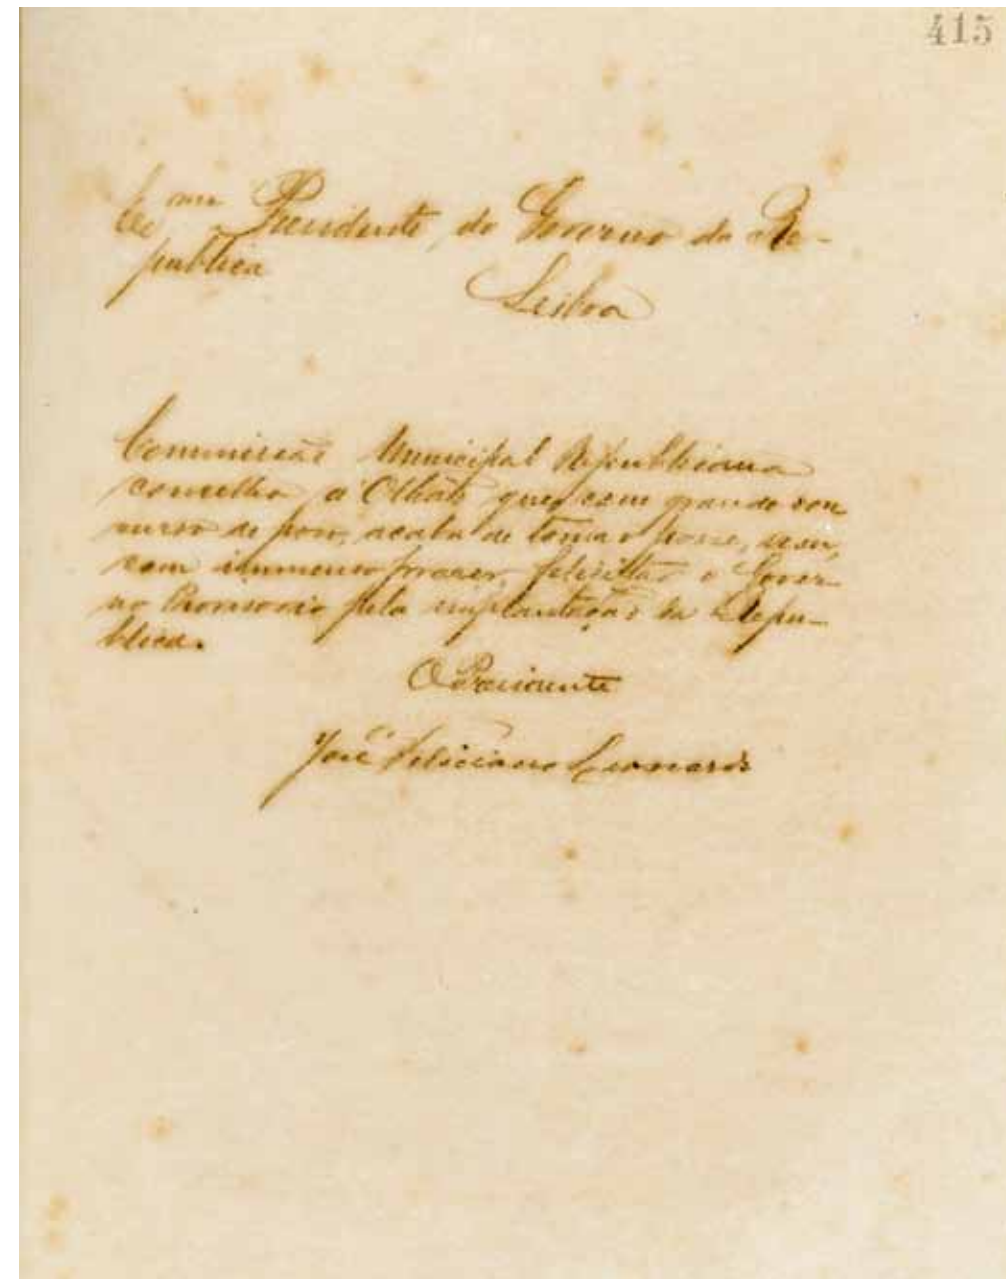 415
Ex.mo Presidente do Governo da Re-
publica
Lisboa
Commissão Municipal Republicana
concelho d'Olhão que, com grande con
curso de povo, acaba de tomar posse, vem,
com immenso prazer, felicitar o Gover-
no Provisorio pela implantação da Repu-
blica.
O Presidente
José Feliciano Leonardo